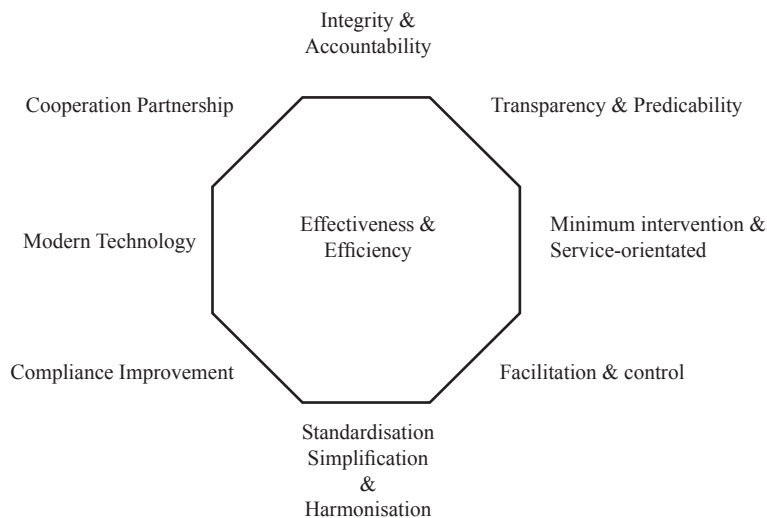 Integrity &
Accountability
Cooperation Partnership
Transparency & Predicability
Effectiveness &
Efficiency
Modern Technology
Minimum intervention &
Service-orientated
Compliance Improvement
Facilitation & control
Standardisation
Simplification
&
Harmonisation